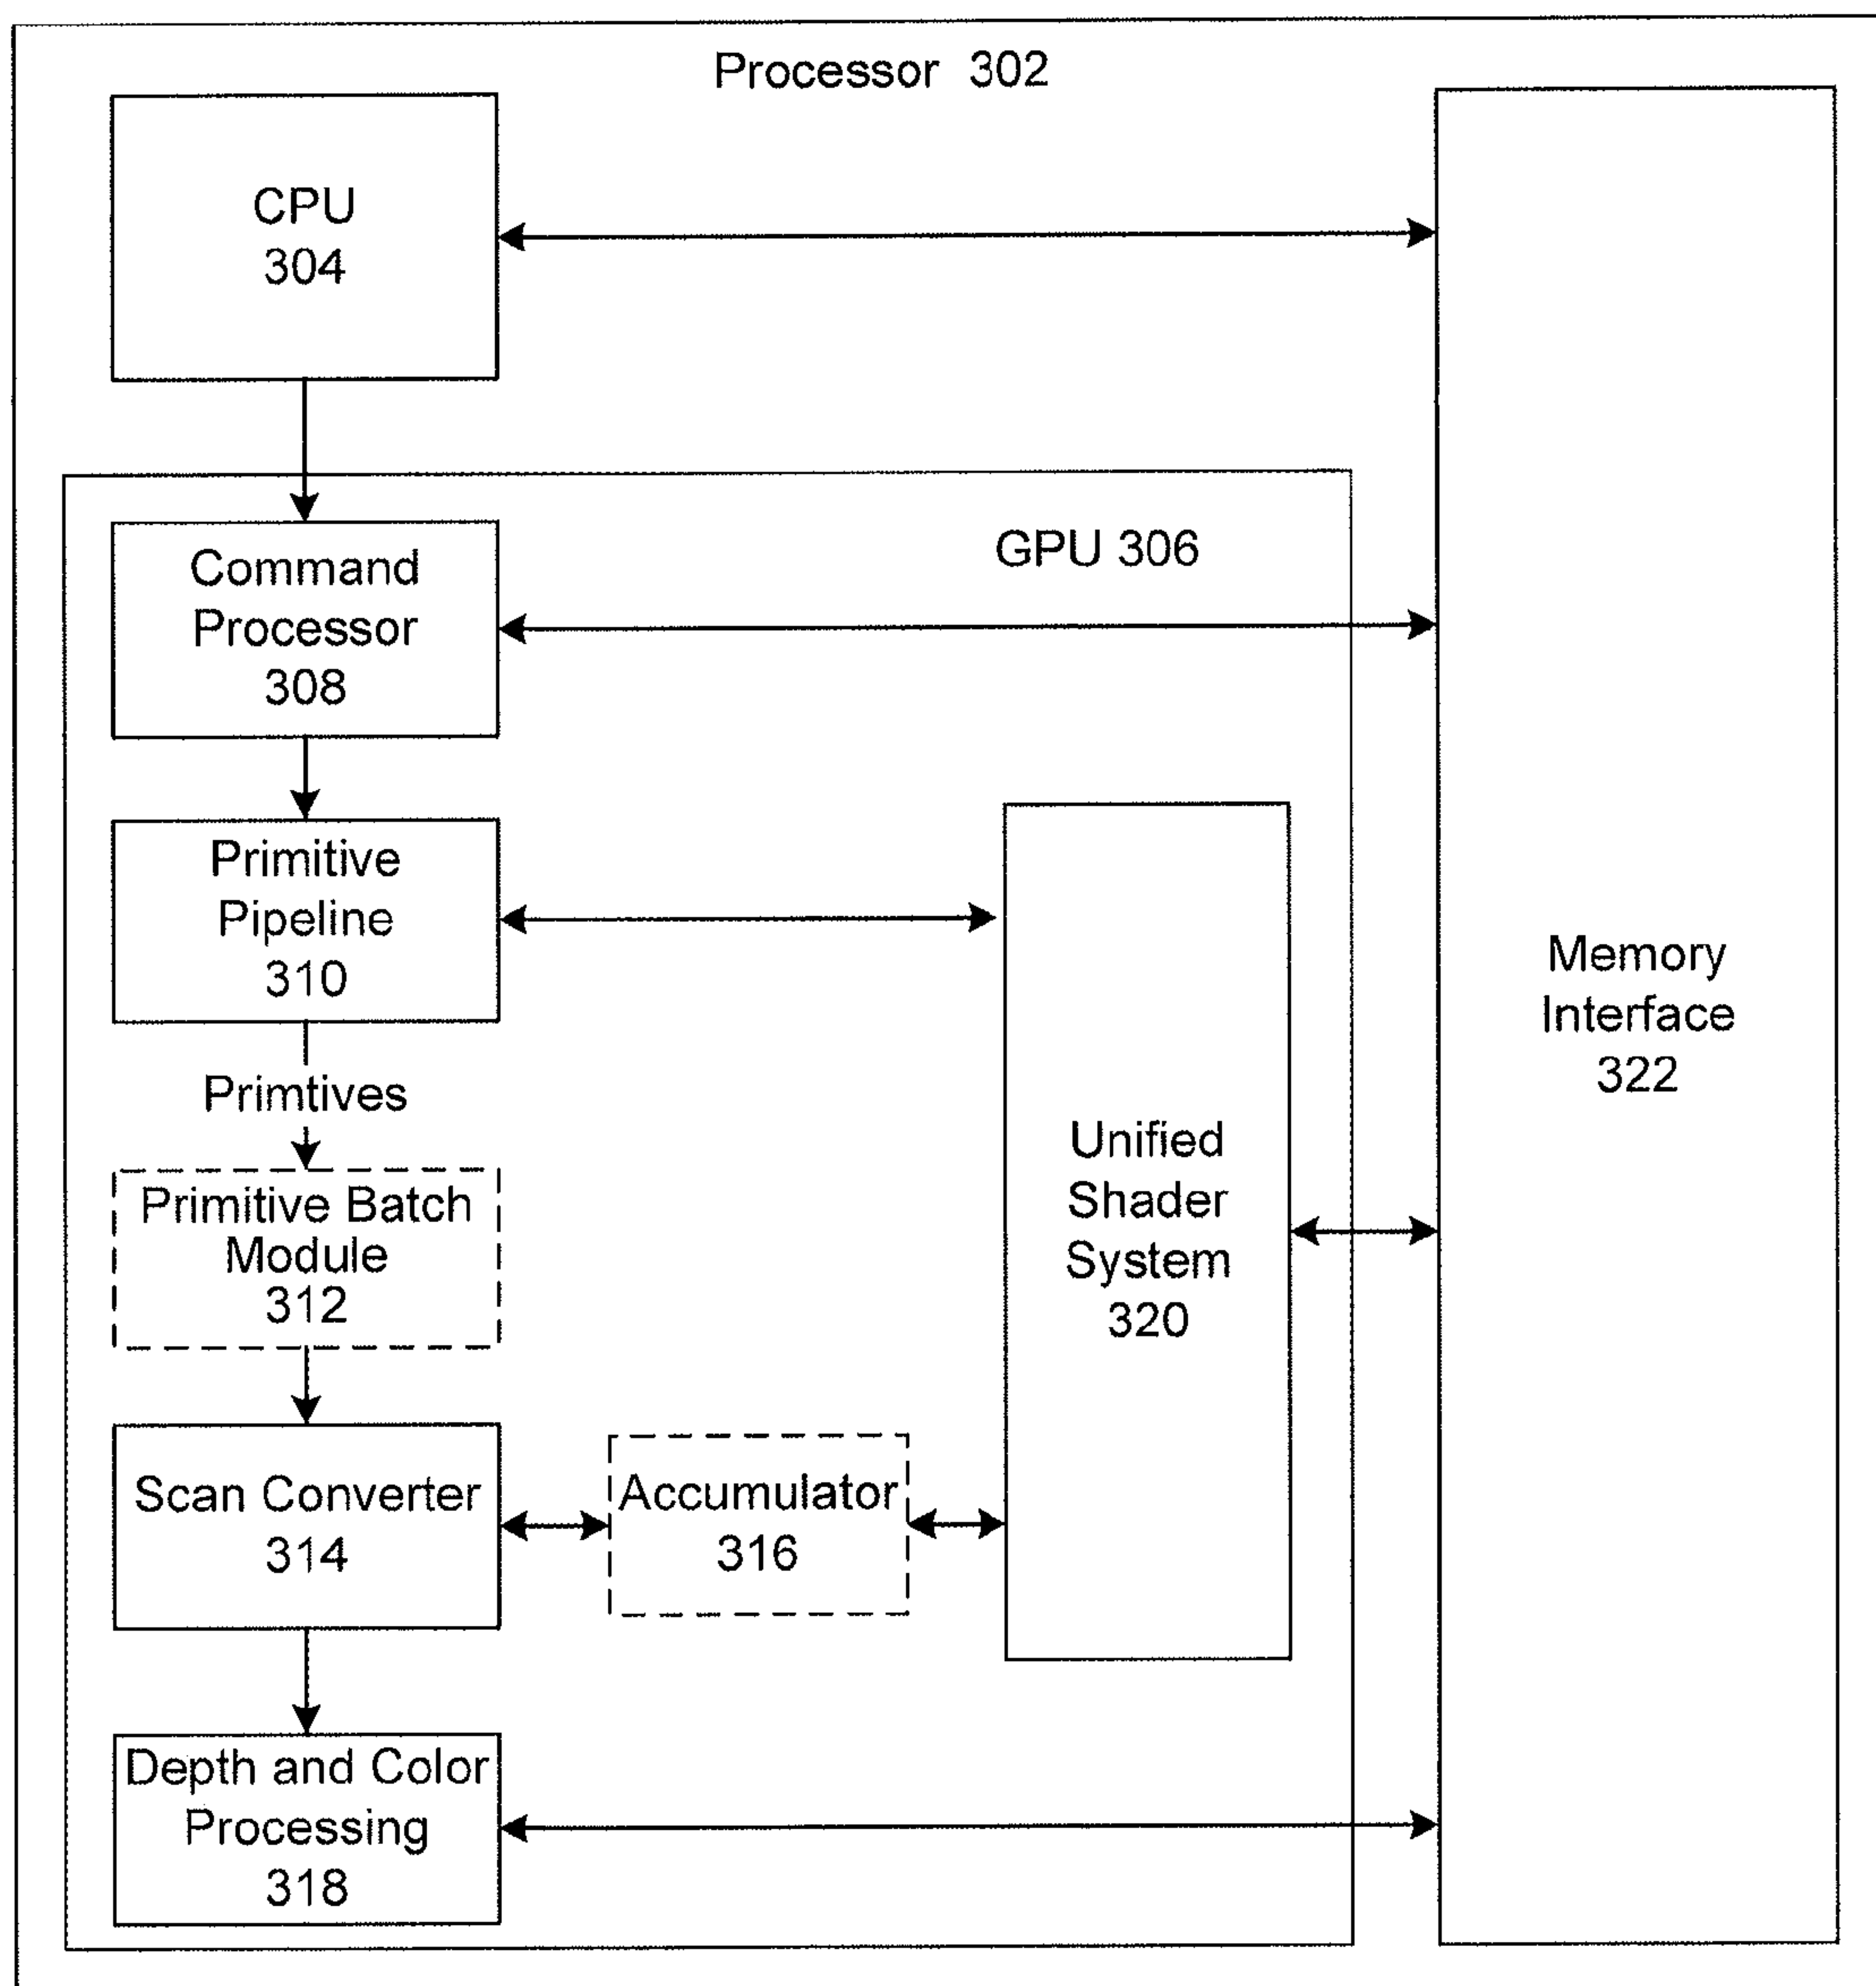 Processor 302
CPU
304
GPU 306
Command
Processor
308
Primitive
Pipeline
310
Primtives
Primitive Batch
Module
312
Scan Converter
314
Accumulator
316
Depth and Color
Processing
318
Unified
Shader
System
320
Memory
Interface
322